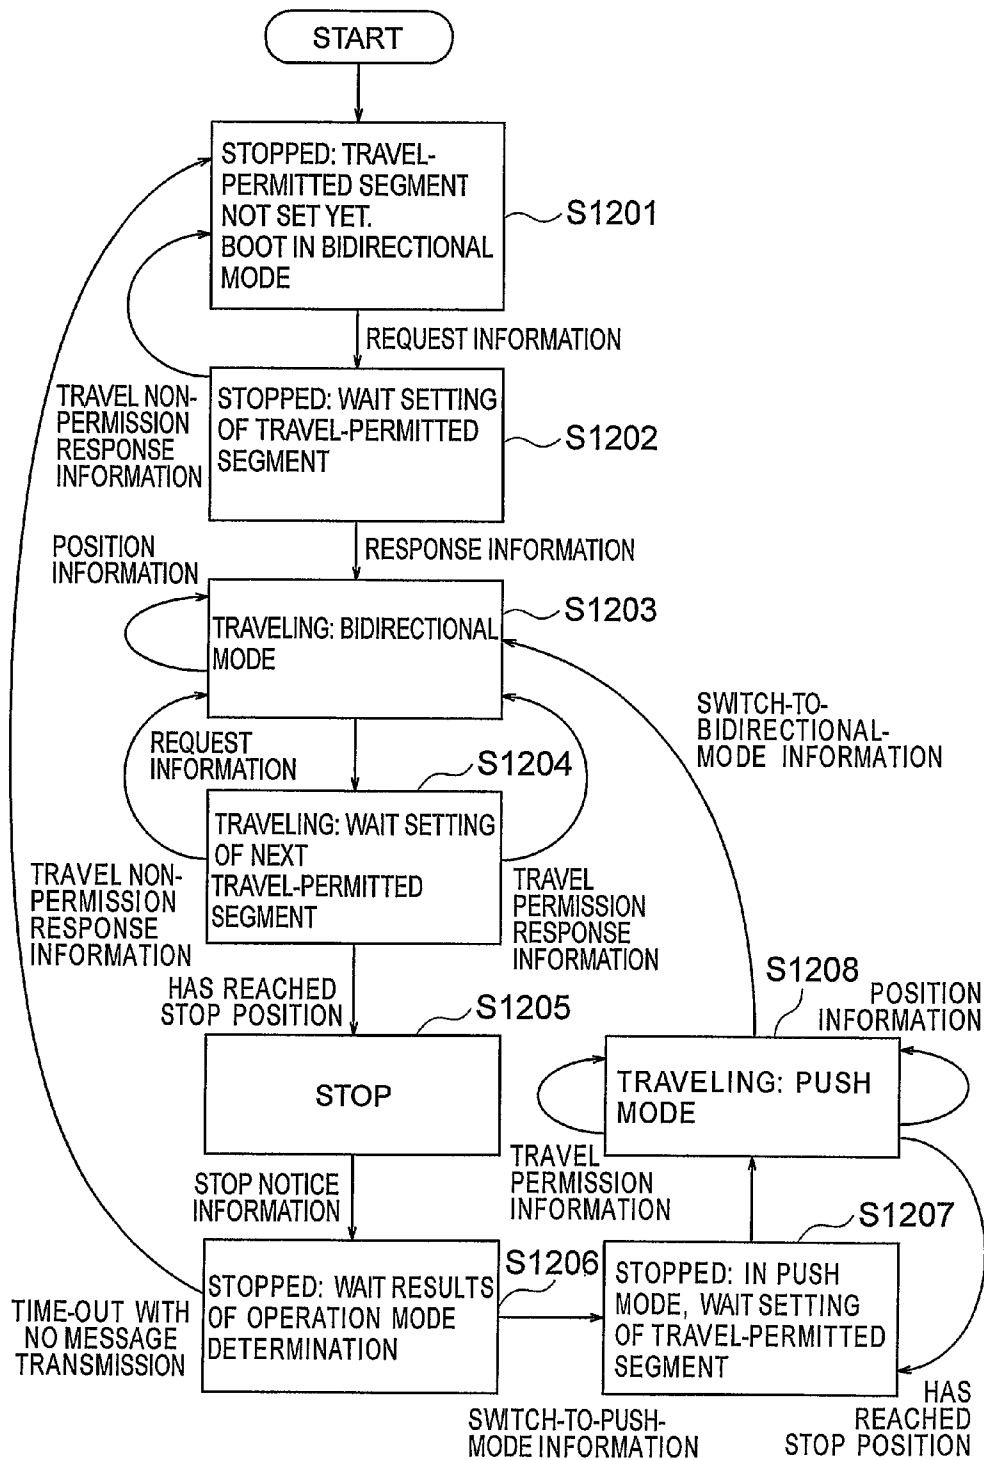 START
STOPPED: TRAVEL-
PERMITTED SEGMENT
NOT SET YET.
BOOT IN BIDIRECTIONAL
MODE
S1201
REQUEST INFORMATION
TRAVEL NON-
PERMISSION
RESPONSE
INFORMATION
STOPPED: WAIT SETTING
OF TRAVEL-PERMITTED
SEGMENT
S1202
RESPONSE INFORMATION
POSITION
INFORMATION
TRAVELING: BIDIRECTIONAL
MODE
S1203
SWITCH-TO-
BIDIRECTIONAL-
MODE INFORMATION
REQUEST
INFORMATION
S1204
TRAVELING: WAIT SETTING
OF NEXT
TRAVEL-PERMITTED
SEGMENT
TRAVEL NON-
PERMISSION
RESPONSE
INFORMATION
TRAVEL
PERMISSION
RESPONSE
INFORMATION
HAS REACHED
STOP POSITION
S1205
STOP
S1208
POSITION
INFORMATION
TRAVELING: PUSH
MODE
STOP NOTICE
INFORMATION
TRAVEL
PERMISSION
INFORMATION
S1207
S1206
STOPPED: WAIT RESULTS
OF OPERATION MODE
DETERMINATION
STOPPED: IN PUSH
MODE, WAIT SETTING
OF TRAVEL-PERMITTED
SEGMENT
TIME-OUT WITH
NO MESSAGE
TRANSMISSION
SWITCH-TO-PUSH-
MODE INFORMATION
HAS
REACHED
STOP POSITION